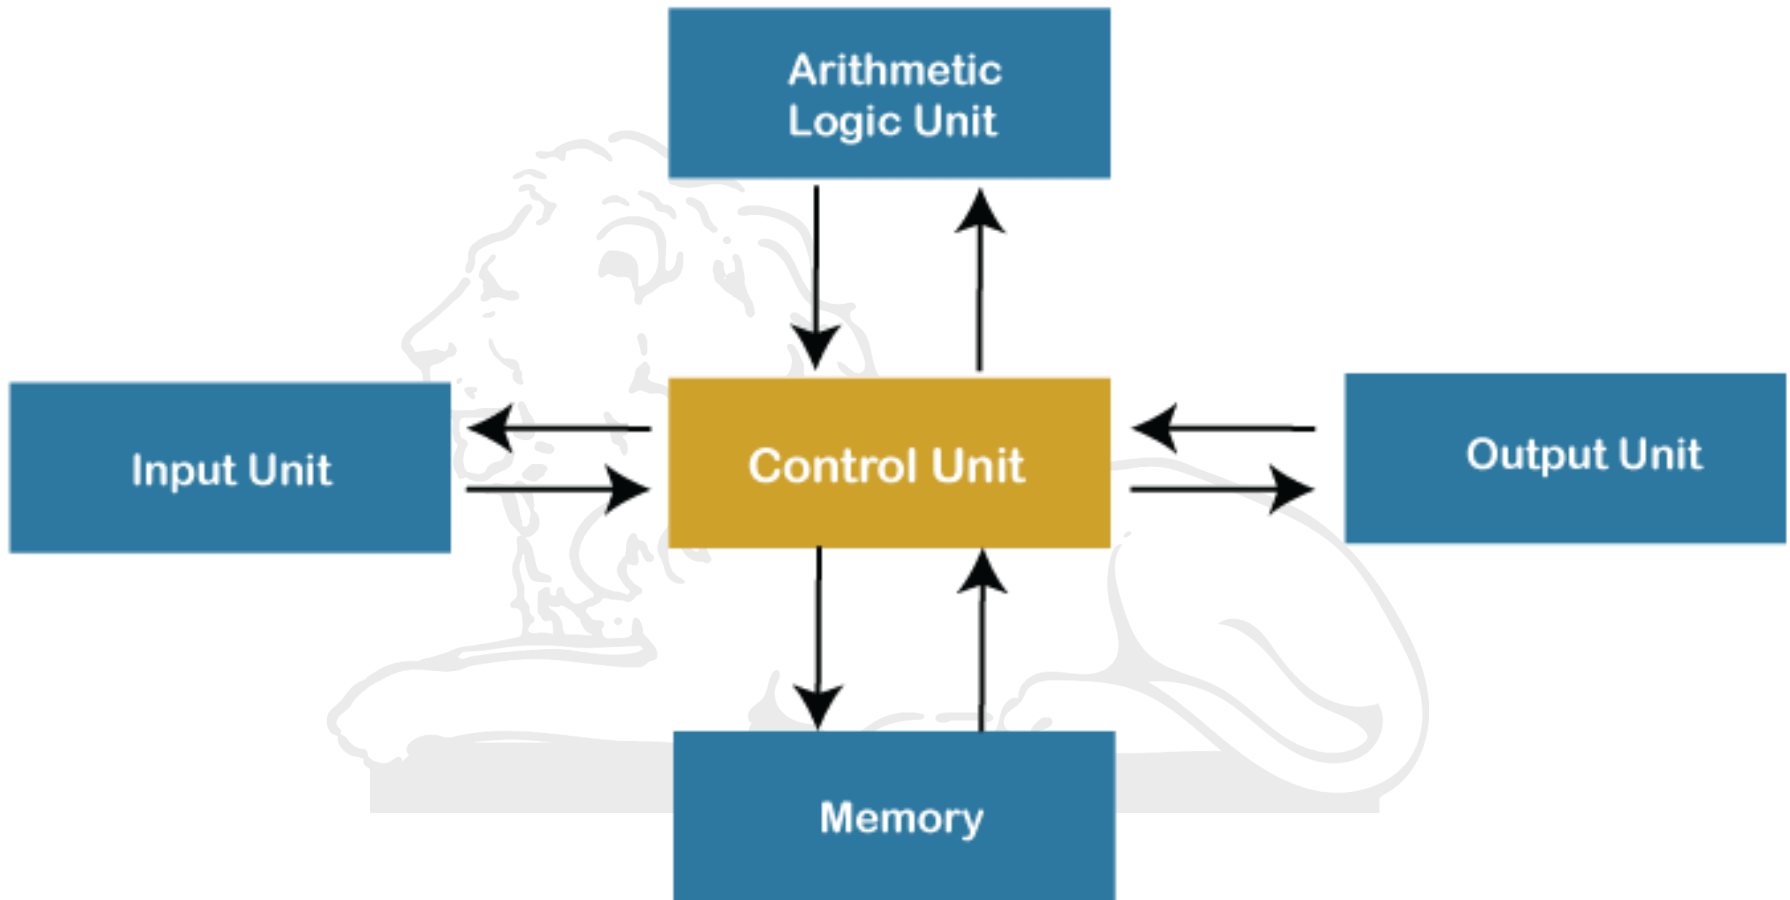 Arithmetic
Logic Unit
Input Unit
Control Unit
Output Unit
Memory